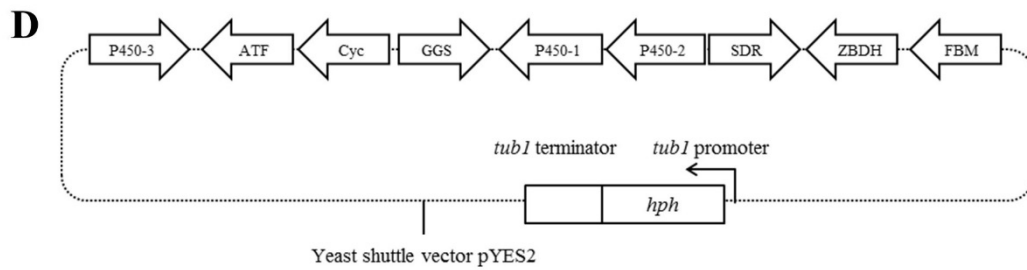 D
P450-3 ATF Cyc GGS P450-1 P450-2 SDR ZBDH FBM
tub1 terminator tub1 promoter
hph
Yeast shuttle vector pYES2